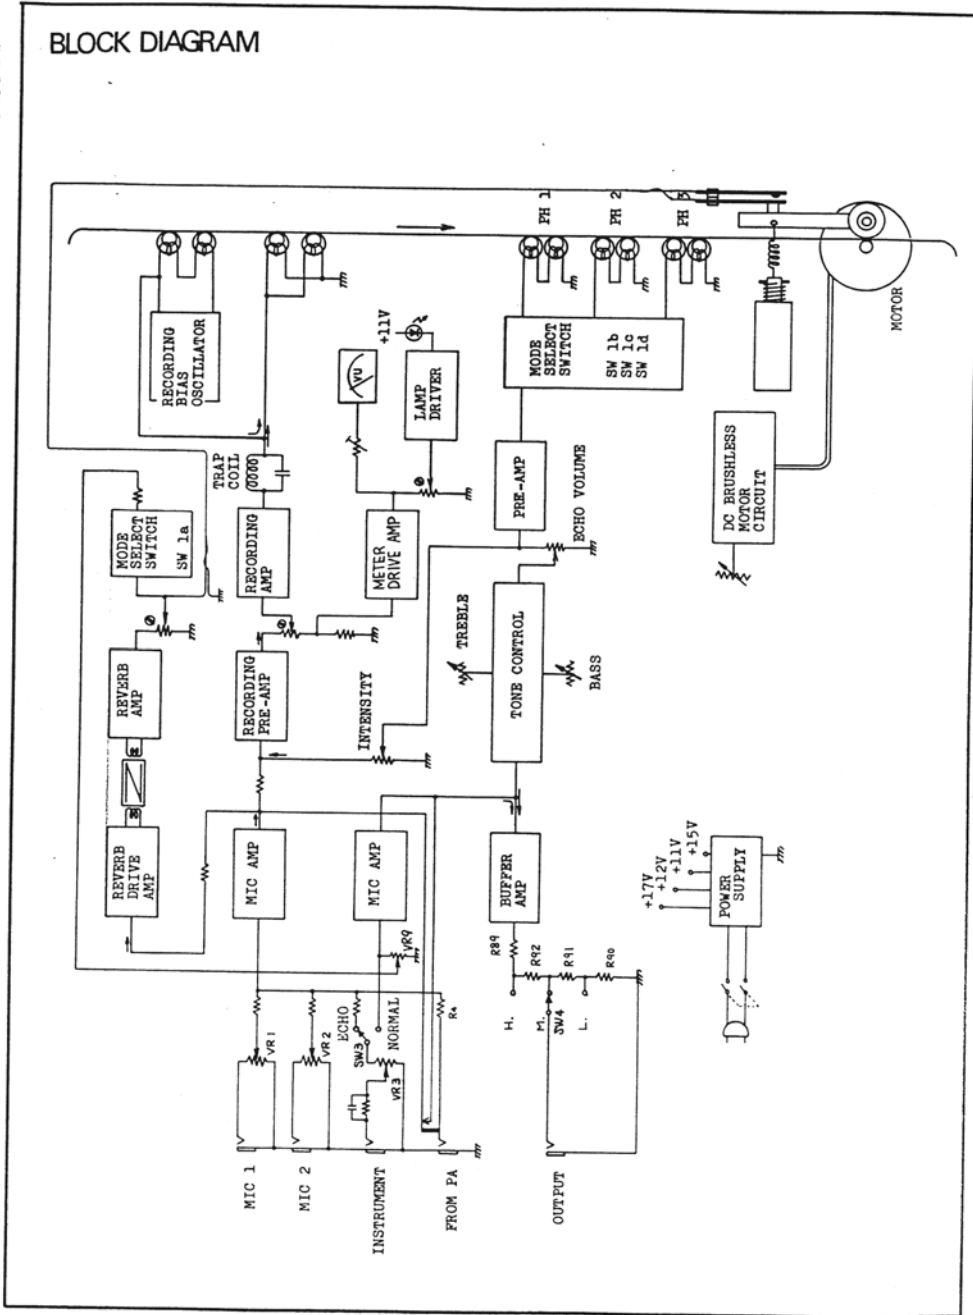 BLOCK DIAGRAM
RECORDING
BIAS
OSCILLATOR
TRAP
COIL
MODE
SELECT
SWITCH
SW 1a
REVERB
AMP
REVERB
DRIVE
AMP
RECORDING
AMP
RECORDING
PRE-AMP
MIC AMP
MIC AMP
METER
DRIVE AMP
VU
+11V
LAMP
DRIVER
INTENSITY
PH 1
PH 2
PH 3
MODE
SELECT
SWITCH
SW 1b
SW 1c
SW 1d
PRE-AMP
ECHO VOLUME
TREBLE
TONE CONTROL
BASS
BUFFER
AMP
MOTOR
DC BRUSHLESS
MOTOR
CIRCUIT
+17V
+12V
+11V
+15V
POWER
SUPPLY
MIC 1
VR1
MIC 2
VR2
INSTRUMENT
VR3
SW3
ECHO
NORMAL
VR9
FROM PA
R4
OUTPUT
R89
R92
R91
R90
H.
M.
L.
SW4